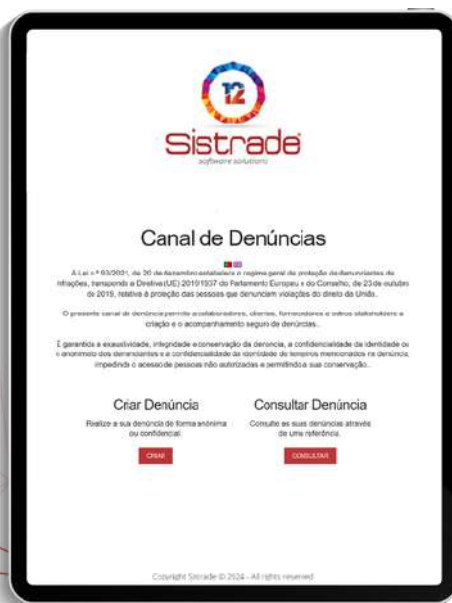 12
Sistrade
software solutions
Canal de Denúncias
A Lei n.º 93/2021, de 20 de dezembro estabelece o regime geral de proteção de denunciantes de
infrações, transpondo a Diretiva (UE) 2019/1937 do Parlamento Europeu e do Conselho, de 23 de outubro
de 2019, relativa à proteção das pessoas que denunciam violações do direito da União.
O presente canal de denúncia permite a colaboradores, clientes, fornecedores e outros stakeholders a
criação e o acompanhamento seguro de denúncias.
É garantida a exaustividade, integridade e conservação da denúncia, a confidencialidade da identidade ou
o anonimato dos denunciantes e a confidencialidade da identidade de terceiros mencionados na denúncia,
impedindo o acesso de pessoas não autorizadas e permitindo a sua conservação.
Criar Denúncia
Realize a sua denúncia de forma anónima
ou confidencial.
CRIAR
Consultar Denúncia
Consulte as suas denúncias através
de uma referência.
CONSULTAR
Copyright Sistrade © 2024 - All rights reserved